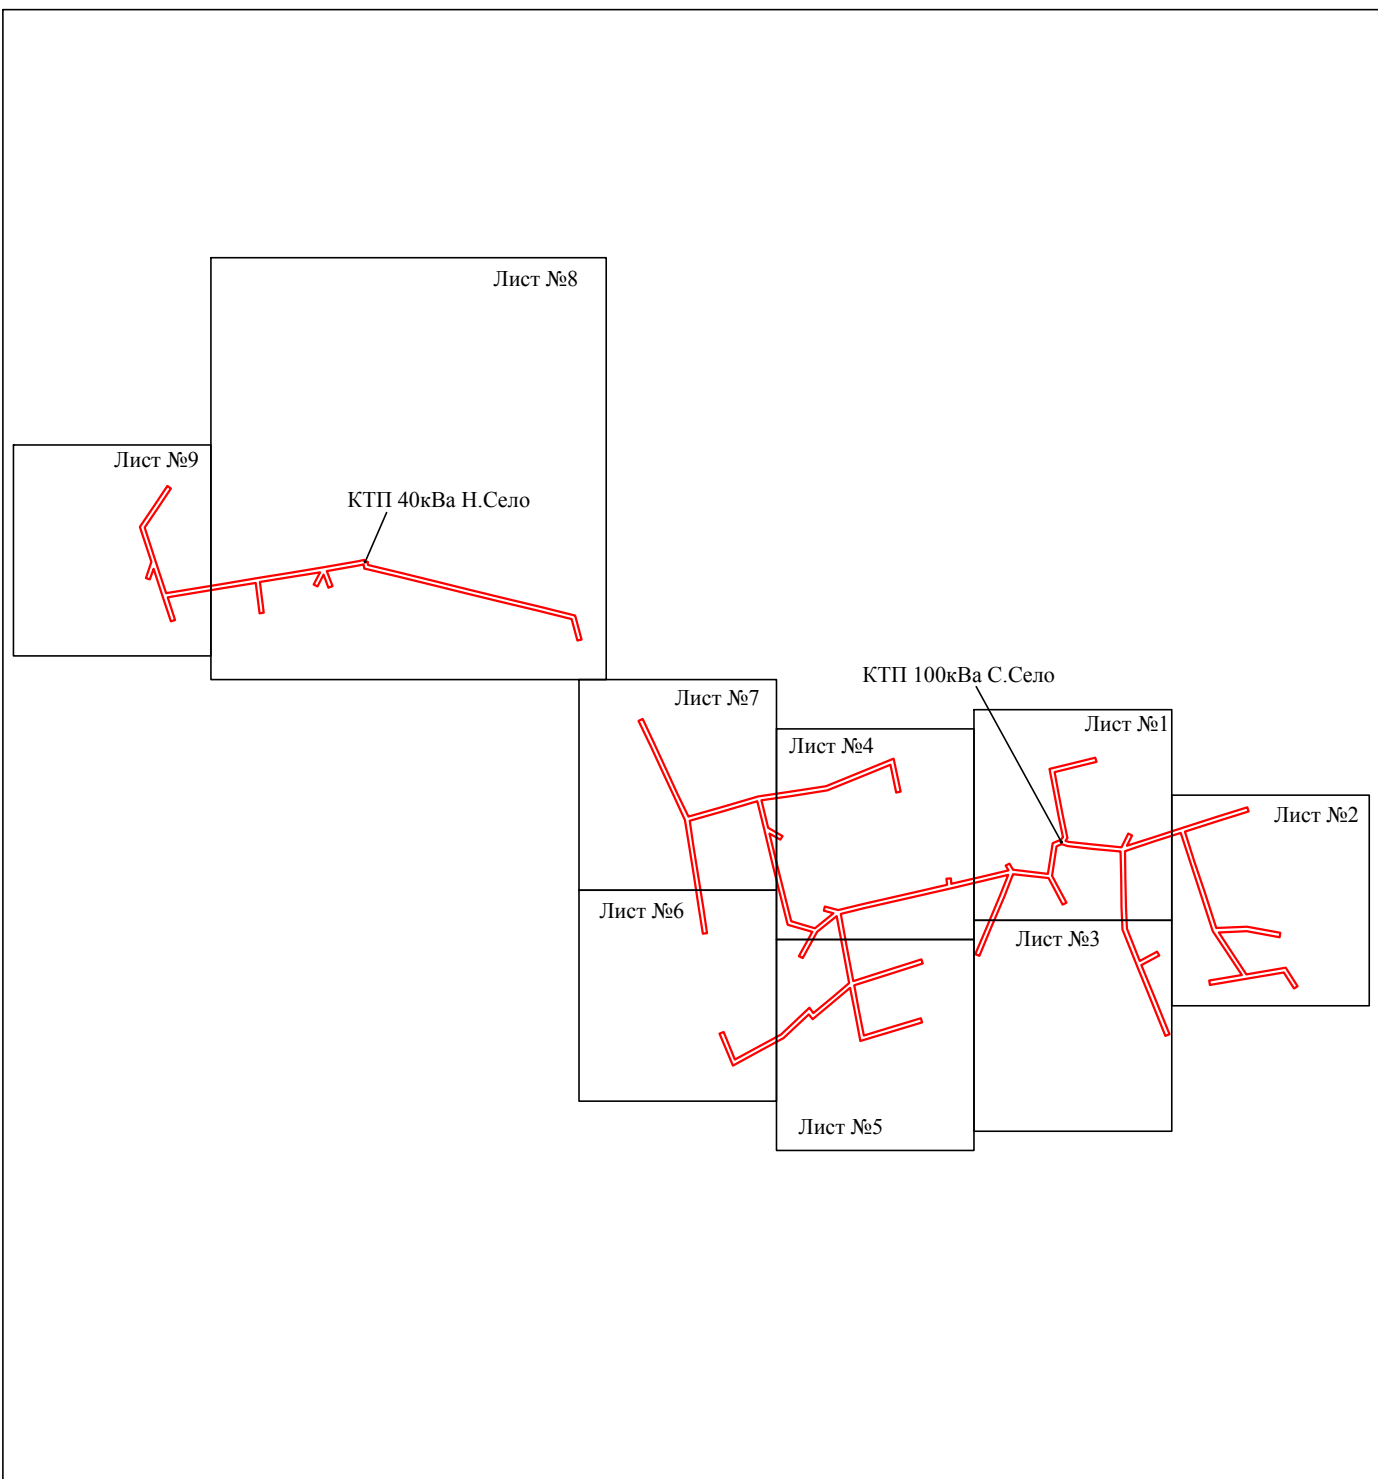 Лист №8
Лист №9
КТП 40кВа Н.Село
КТП 100кВа С.Село
Лист №7
Лист №1
Лист №4
Лист №2
Лист №6
Лист №3
Лист №5